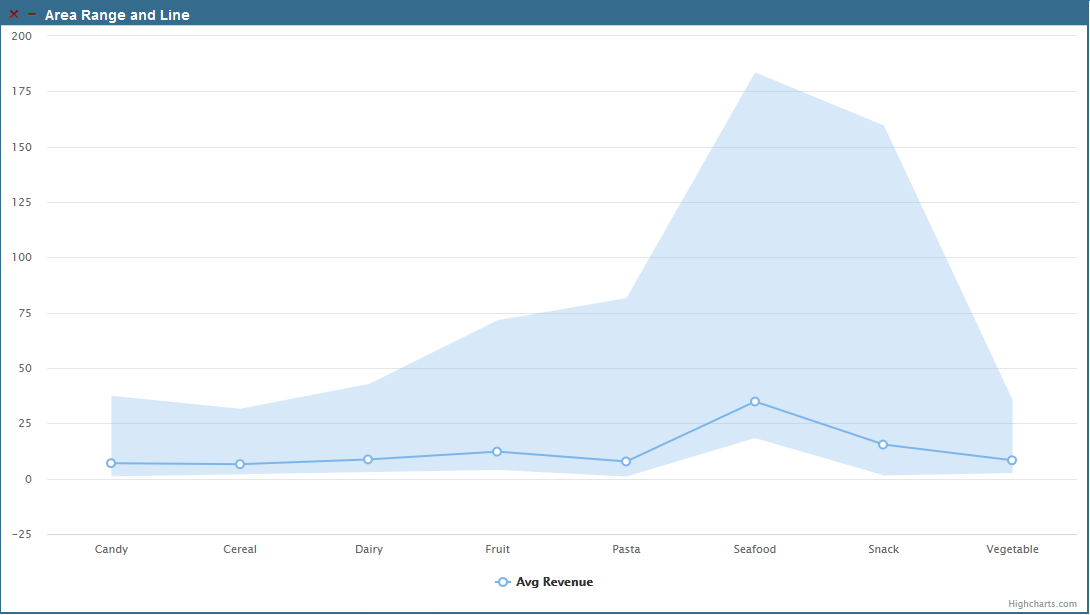 Area Range and Line
200
175
150
125
100
75
50
25
0
−25
Candy Cereal Dairy Fruit Pasta Seafood Snack Vegetable
Avg Revenue
Highcharts.com